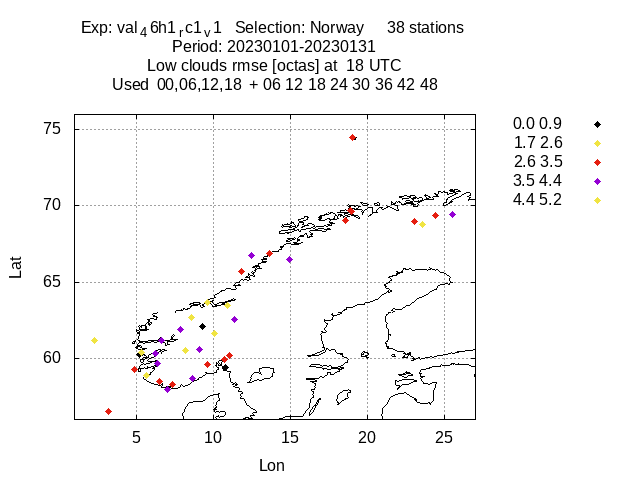 Exp: val_4 6h1_r c1_v 1   Selection: Norway     38 stations
Period: 20230101-20230131
Low clouds rmse [octas] at  18 UTC
Used  00,06,12,18  + 06 12 18 24 30 36 42 48
0.0 0.9
1.7 2.6
2.6 3.5
3.5 4.4
4.4 5.2
75
70
65
60
Lat
5 10 15 20 25
Lon